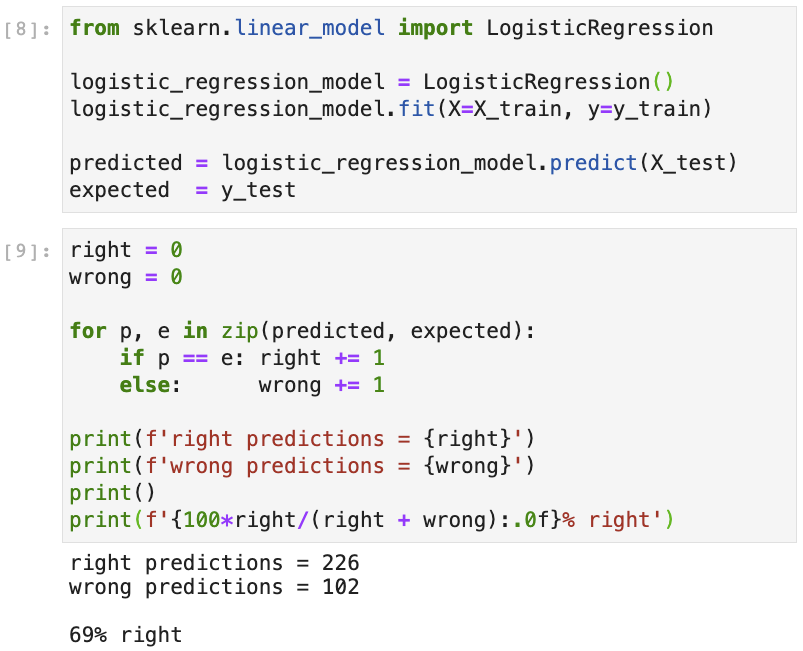 [8]: from sklearn.linear_model import LogisticRegression

logistic_regression_model = LogisticRegression()
logistic_regression_model.fit(X=X_train, y=y_train)

predicted = logistic_regression_model.predict(X_test)
expected  = y_test

[9]: right = 0
wrong = 0

for p, e in zip(predicted, expected):
    if p == e: right += 1
    else:      wrong += 1

print(f'right predictions = {right}')
print(f'wrong predictions = {wrong}')
print()
print(f'{100*right/(right + wrong):.0f}% right')

right predictions = 226
wrong predictions = 102

69% right